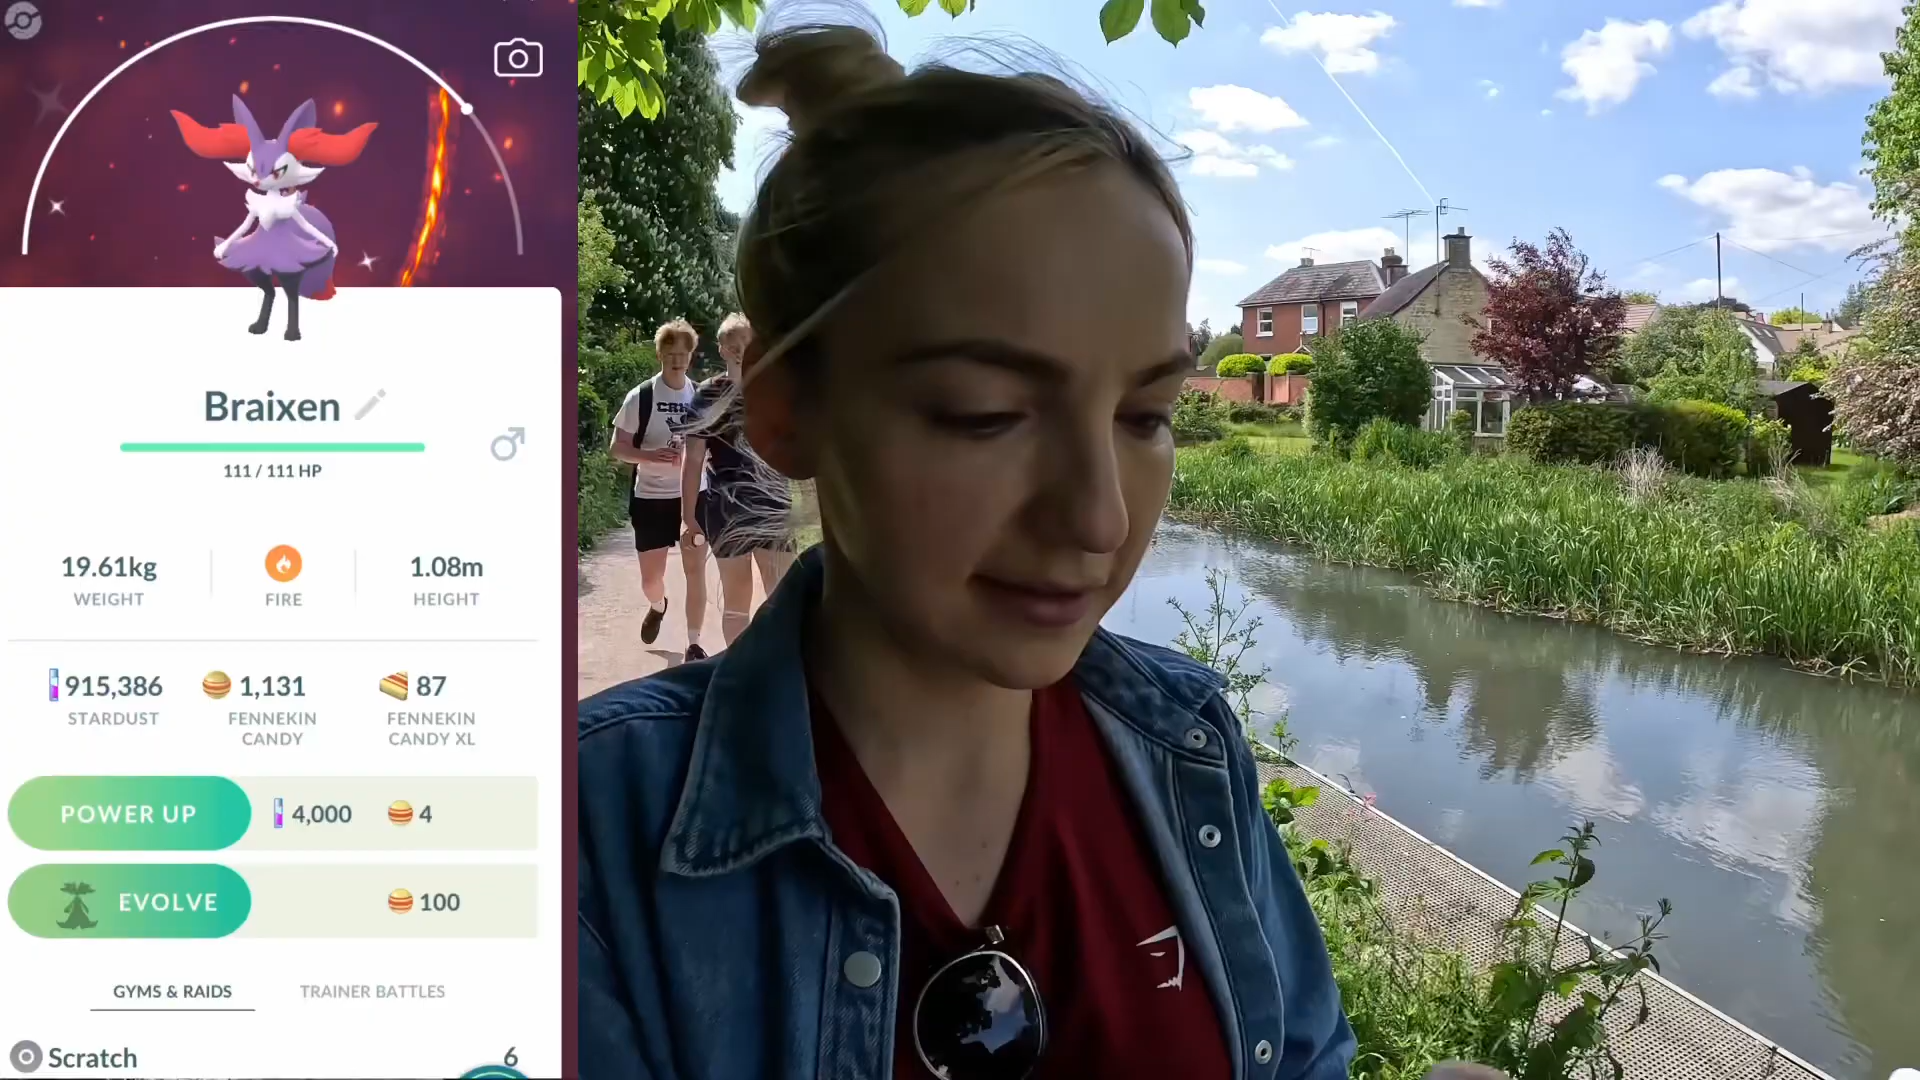 Braixen
111 / 111 HP
19.61kg
WEIGHT
FIRE
1.08m
HEIGHT
915,386
STARDUST
1,131
FENNEKIN
CANDY
87
FENNEKIN
CANDY XL
POWER UP 4,000 4
EVOLVE 100
GYMS & RAIDS TRAINER BATTLES
Scratch 6